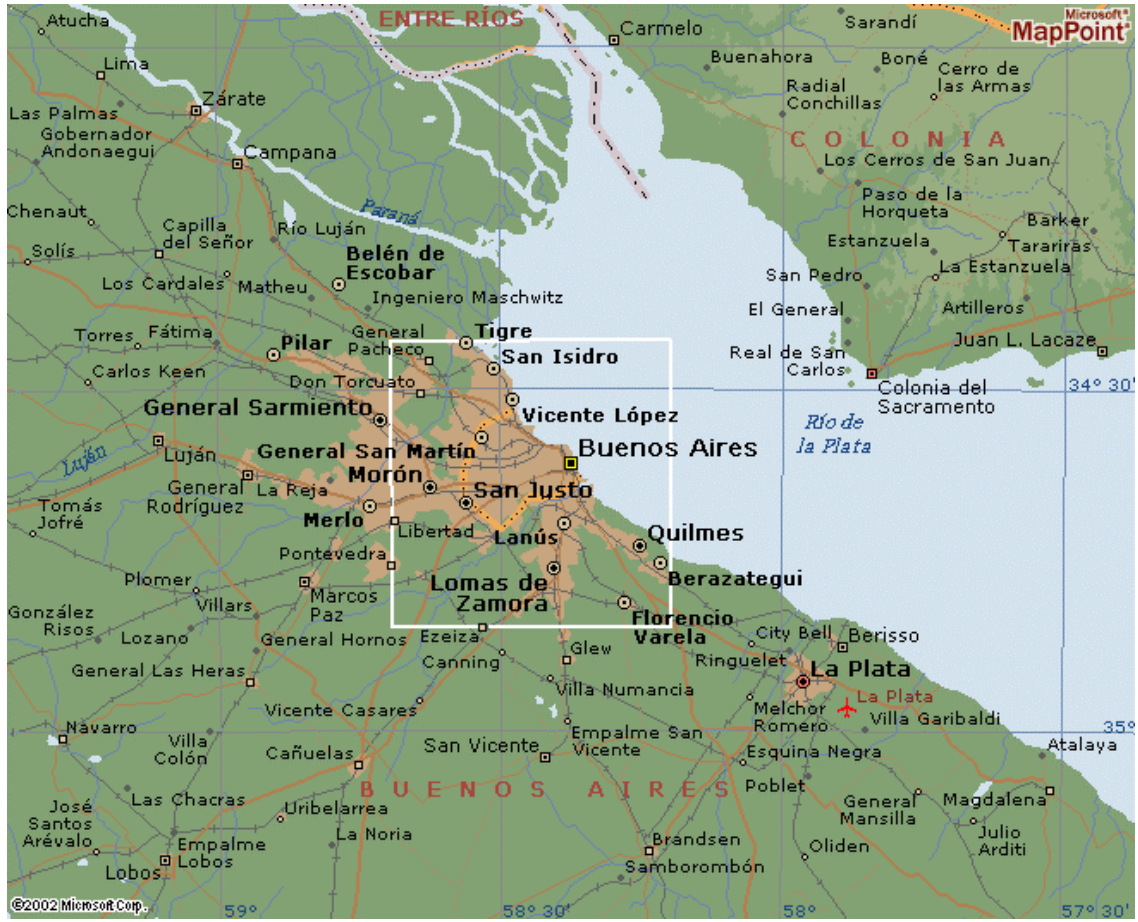 Atucha
ENTRE RÍOS
Carmelo
Sarandí
Microsoft®
MapPoint®
Lima
Buenahora
Boné
Cerro de
las Armas
Las Palmas
Zárate
Radial
Conchillas
Gobernador
Andonaegui
COLONIA
Campana
Los Cerros de San Juan
Paso de la
Horqueta
Chenaut
Paraná
Barker
Capilla
del Señor
Río Luján
Estanzuela
Tarariras
Solís
Belén de
Escobar
La Estanzuela
San Pedro
Los Cardales
Matheu
Ingeniero Maschwitz
El General
Artilleros
Torres
Fátima
General
Pacheco
Tigre
Pilar
San Isidro
Real de San
Carlos
Juan L. Lacaze
Carlos Keen
Don Torcuato
Colonia del
Sacramento
34° 30'
General Sarmiento
Vicente López
Río de
la Plata
Luján
Luján
General San Martín
Buenos Aires
General
Rodríguez
La Reja
Morón
San Justo
Tomás
Jofré
Merlo
Libertad
Lanús
Quilmes
Pontevedra
Berazategui
Plomer
Marcos
Paz
Lomas de
Zamora
González
Risos
Villars
Florencio
Varela
Lozano
General Hornos
Ezeiza
City Bell
Berisso
General Las Heras
Canning
Glew
Ringuelet
La Plata
Villa Numancia
La Plata
Vicente Casares
Melchor
Romero
Villa Garibaldi
Navarro
Villa
Colón
Cañuelas
San Vicente
Empalme San
Vicente
35°
Esquina Negra
Atalaya
BUENOS AIRES
Poblet
Las Chacras
General
Mansilla
Magdalena
José
Santos
Arévalo
Uribelarrea
La Noria
Brandsen
Julio
Arditi
Empalme
Lobos
Oliden
Lobos
Samborombón
©2002 Microsoft Corp.
59°
58° 30'
58°
57° 30'